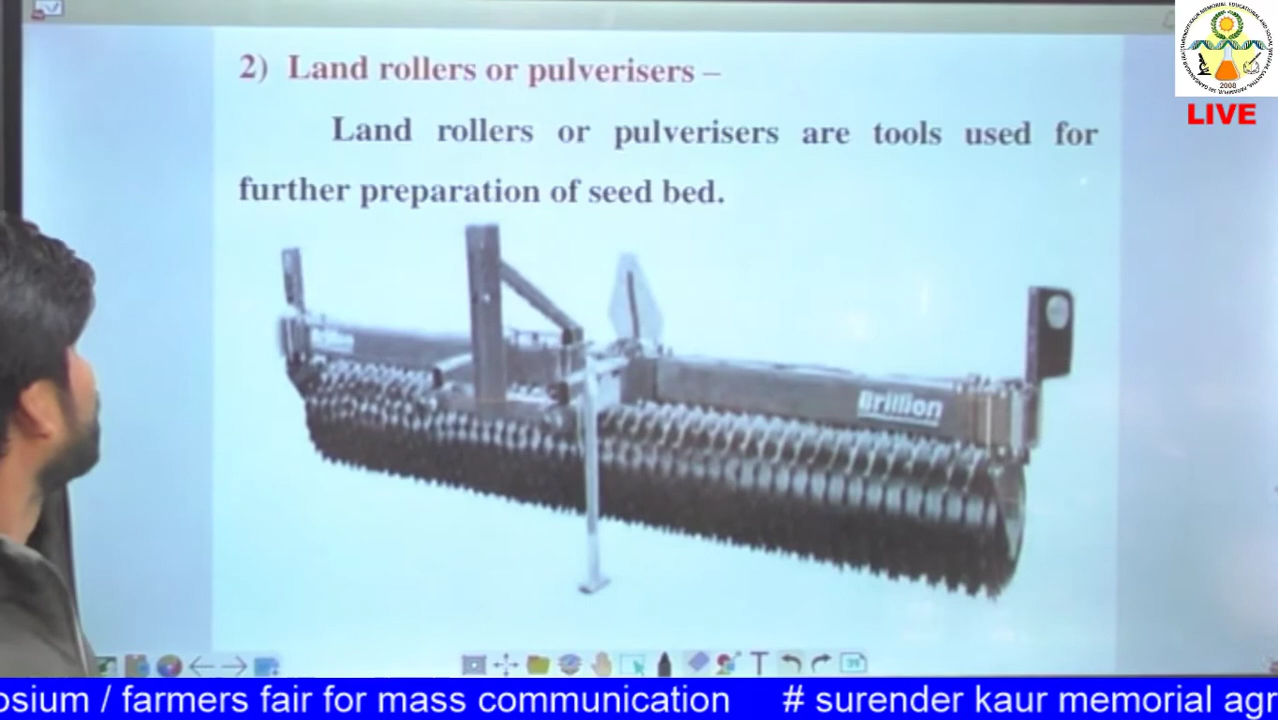 2) Land rollers or pulverisers –
LIVE
Land rollers or pulverisers are tools used for
further preparation of seed bed.
Brillion
2008
osium / farmers fair for mass communication # surender kaur memorial agr